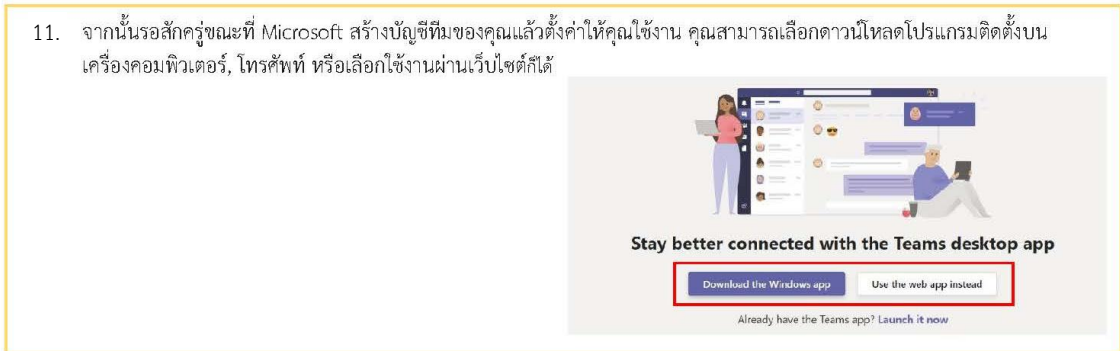 11. จากนั้นรอสักครู่ขณะที่ Microsoft สร้างบัญชีทีมของคุณแล้วตั้งค่าให้คุณใช้งาน คุณสามารถเลือกดาวน์โหลดโปรแกรมติดตั้งบน
เครื่องคอมพิวเตอร์, โทรศัพท์ หรือเลือกใช้งานผ่านเว็บไซต์ก็ได้
Stay better connected with the Teams desktop app
Download the Windows app Use the web app instead
Already have the Teams app? Launch it now